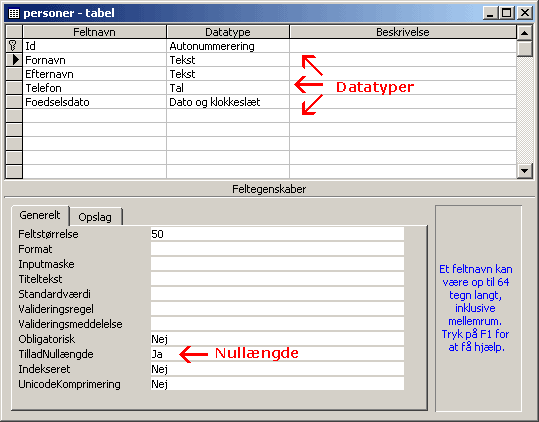 personer - tabel
Feltnavn Datatype Beskrivelse
Id Autonummerering
Fornavn Tekst
Efternavn Tekst
Telefon Tal
Foedselsdato Dato og klokkeslæt
Datatyper
Feltegenskaber
Generelt Opslag
Feltstørrelse 50
Format
Inputmaske
Titeltekst
Standardværdi
Valideringsregel
Valideringsmeddelelse
Obligatorisk Nej
TilladNullængde Ja
Nullængde
Indekseret Nej
UnicodeKomprimering Nej
Et feltnavn kan
være op til 64
tegn langt,
inklusive
mellemrum.
Tryk på F1 for
at få hjælp.